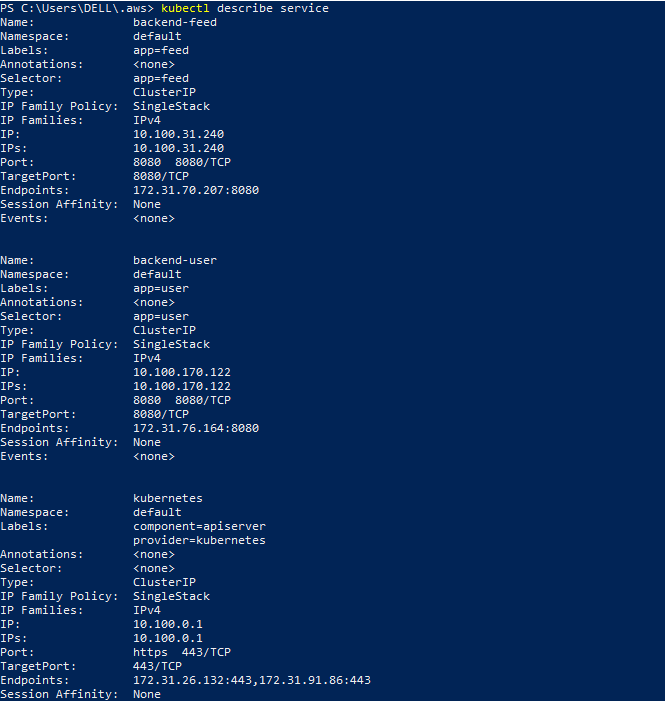 PS C:\Users\DELL\.aws> kubectl describe service
Name:              backend-feed
Namespace:         default
Labels:            app=feed
Annotations:       <none>
Selector:          app=feed
Type:              ClusterIP
IP Family Policy:  SingleStack
IP Families:       IPv4
IP:                10.100.31.240
IPs:               10.100.31.240
Port:              8080  8080/TCP
TargetPort:        8080/TCP
Endpoints:         172.31.70.207:8080
Session Affinity:  None
Events:            <none>
Name:              backend-user
Namespace:         default
Labels:            app=user
Annotations:       <none>
Selector:          app=user
Type:              ClusterIP
IP Family Policy:  SingleStack
IP Families:       IPv4
IP:                10.100.170.122
IPs:               10.100.170.122
Port:              8080  8080/TCP
TargetPort:        8080/TCP
Endpoints:         172.31.76.164:8080
Session Affinity:  None
Events:            <none>
Name:              kubernetes
Namespace:         default
Labels:            component=apiserver
                   provider=kubernetes
Annotations:       <none>
Selector:          <none>
Type:              ClusterIP
IP Family Policy:  SingleStack
IP Families:       IPv4
IP:                10.100.0.1
IPs:               10.100.0.1
Port:              https  443/TCP
TargetPort:        443/TCP
Endpoints:         172.31.26.132:443,172.31.91.86:443
Session Affinity:  None